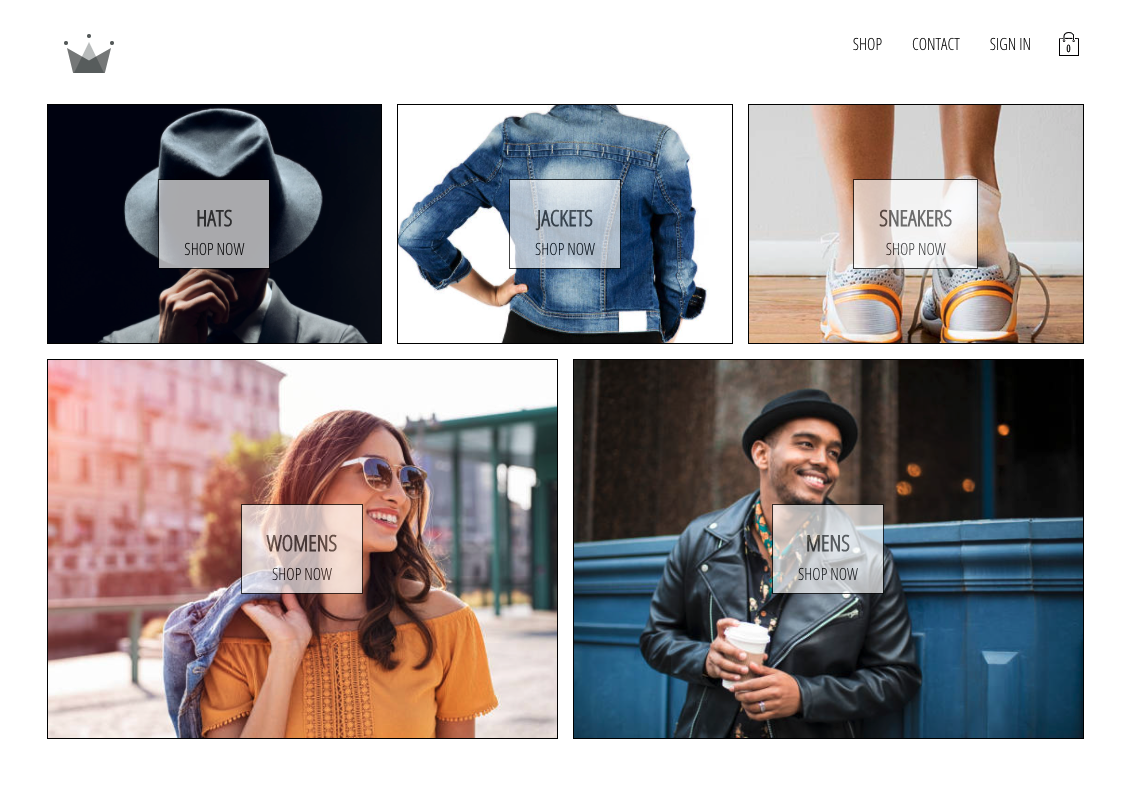 SHOP
CONTACT
SIGN IN
0
HATS
SHOP NOW
JACKETS
SHOP NOW
SNEAKERS
SHOP NOW
WOMENS
SHOP NOW
MENS
SHOP NOW